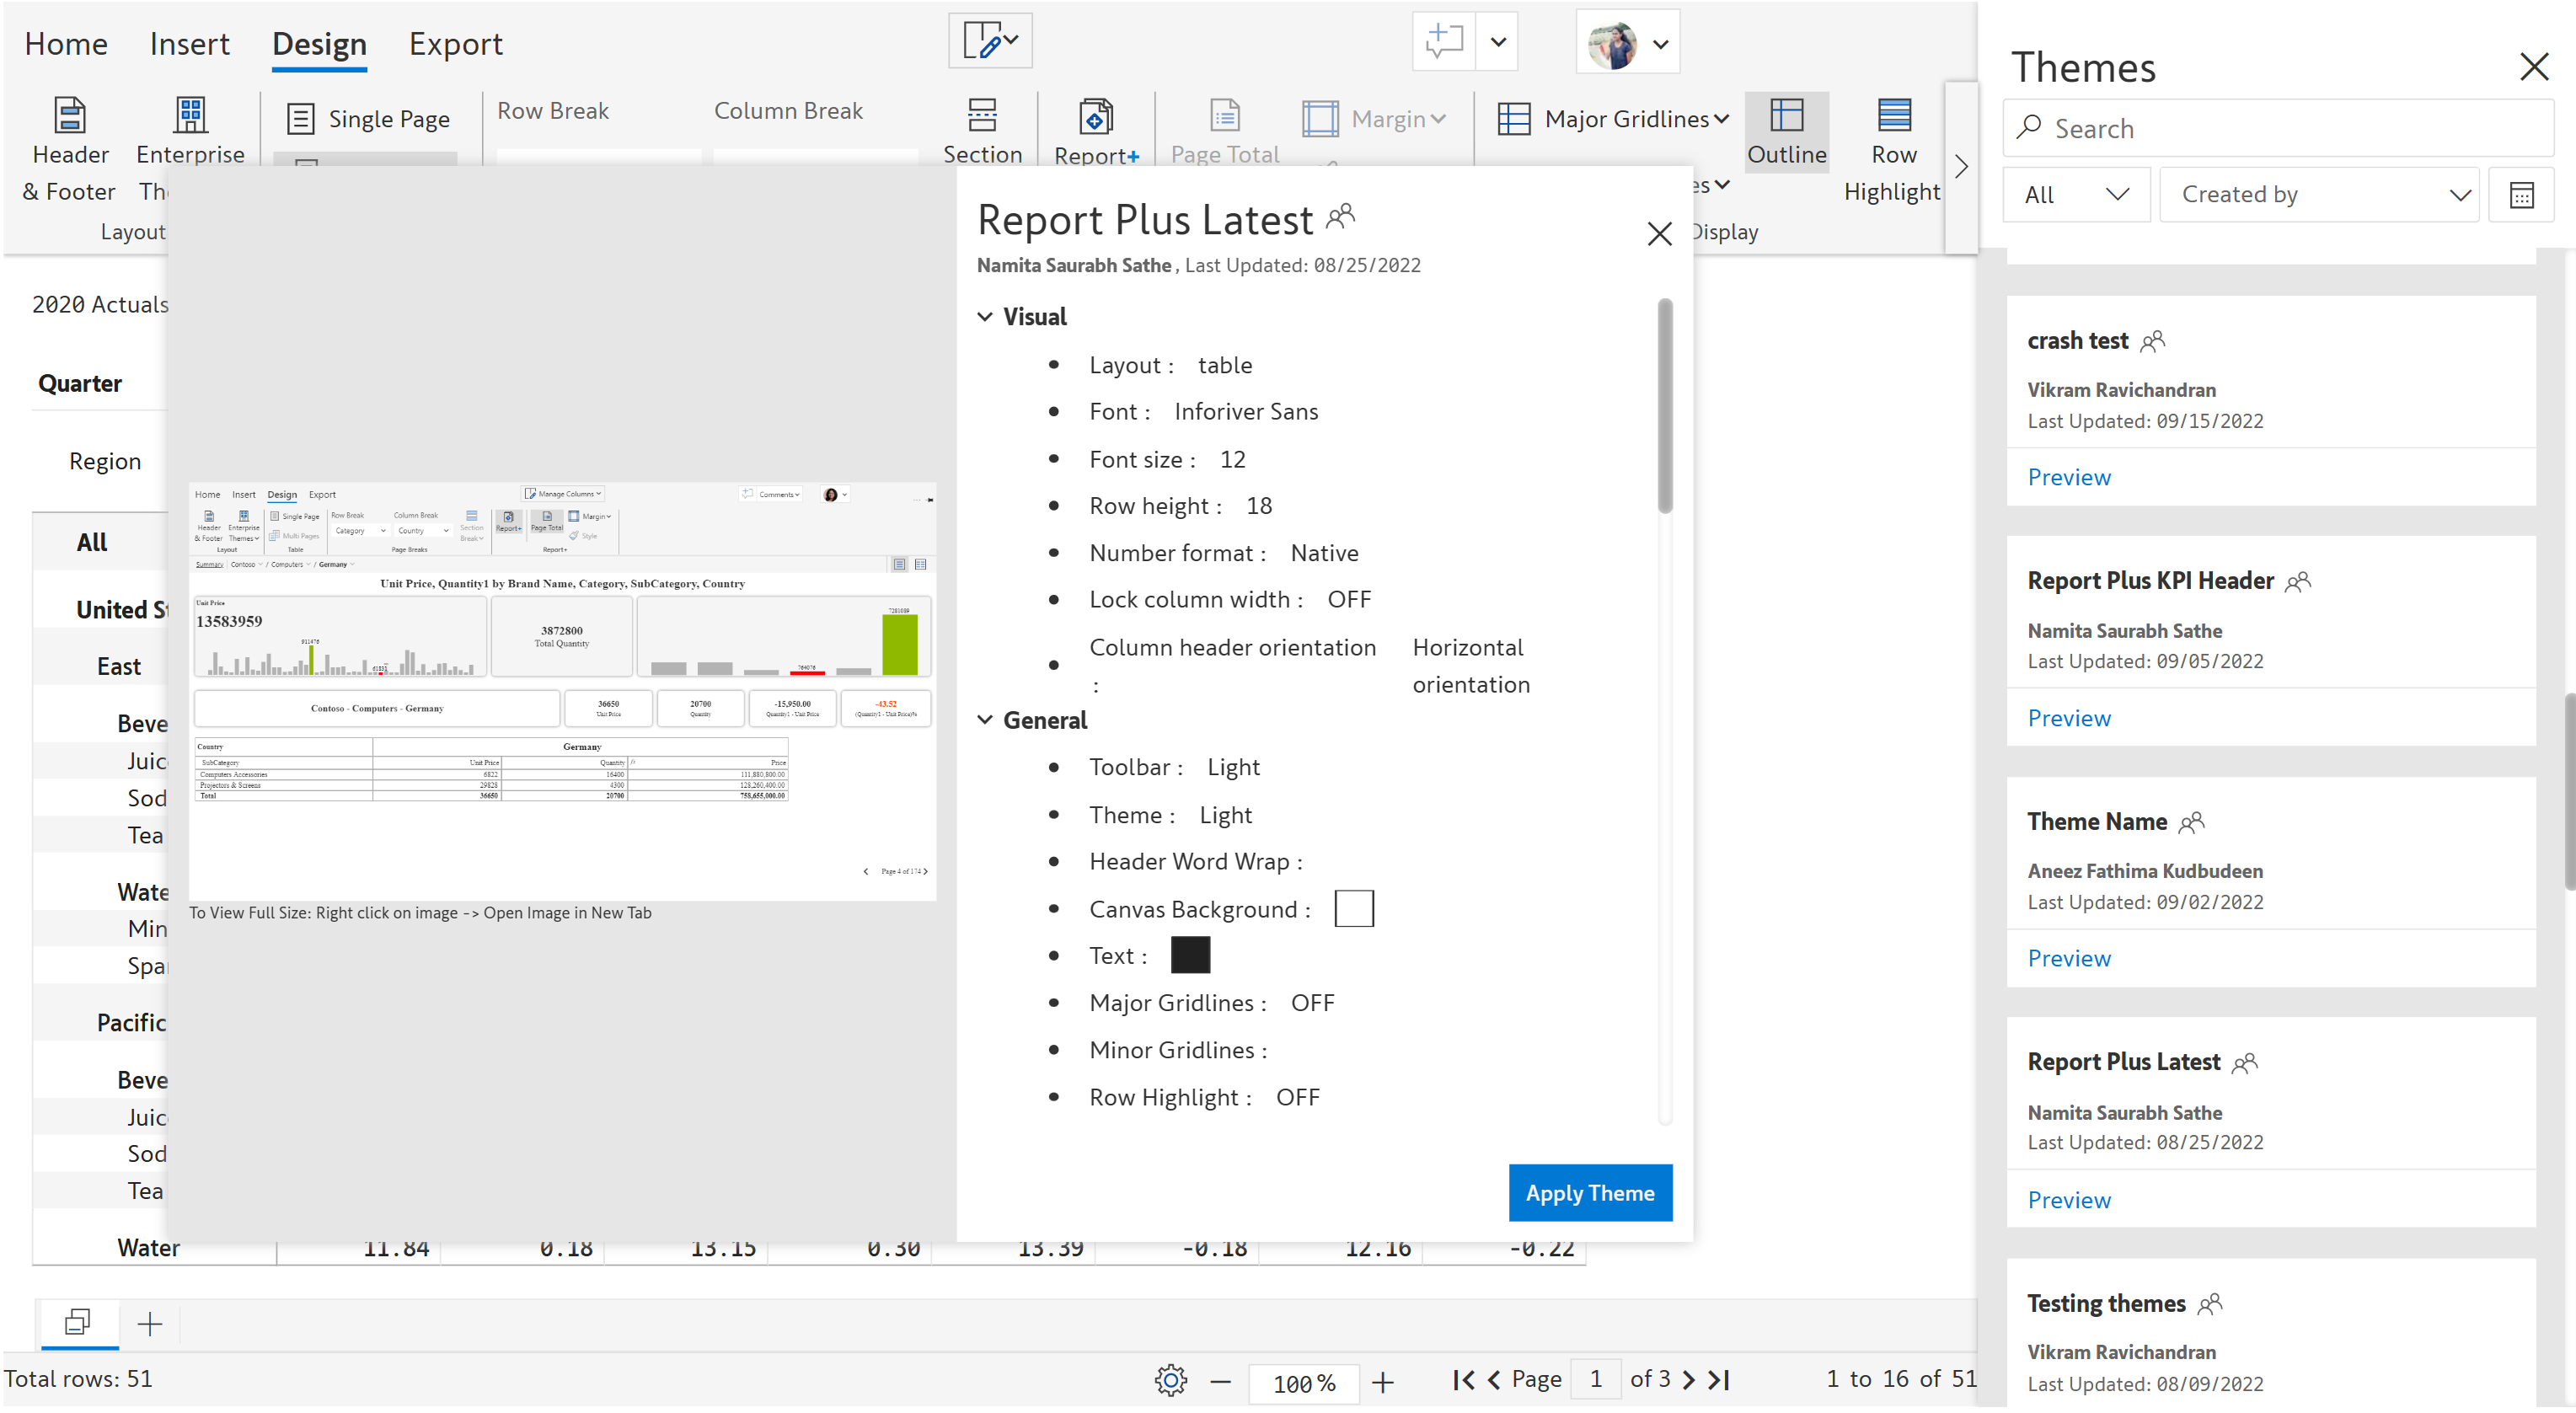 Home Insert Design Export
Header & Footer
Enterprise
Layout
Single Page
Row Break
Column Break
Section
Report+
Page Total
Margin
Major Gridlines
Outline
Row Highlight
Display
2020 Actuals
Quarter
Region
All
East
Pacific
Tea
Tea
Water 11.84 0.18 13.15 0.30 13.39 -0.18 12.16 -0.22
Total rows: 51
100 %
Page 1 of 3
1 to 16 of 51
Home Insert Design Export
Manage Columns
Comments
Header & Footer
Enterprise Themes
Layout
Single Page
Multi Pages
Table
Row Break
Category
Column Break
Country
Page Breaks
Section Break
Report+
Page Total
Margin
Style
Report+
Summary Contoso / Computers / Germany
Unit Price, Quantity1 by Brand Name, Category, SubCategory, Country
Unit Price
13583959
3872800
Total Quantity
Contoso - Computers - Germany
36650
Unit Price
20700
Quantity
-15,950.00
Quantity1 - Unit Price
-43.52
(Quantity1 - Unit Price)%
Country Germany
SubCategory Unit Price Quantity Price
Computers Accessories 6822 16400 111,880,800.00
Projectors & Screens 29828 4300 128,260,400.00
Total 36650 20700 758,655,000.00
Page 4 of 174
To View Full Size: Right click on image -> Open Image in New Tab
Report Plus Latest
Namita Saurabh Sathe , Last Updated: 08/25/2022
Visual
Layout : table
Font : Inforiver Sans
Font size : 12
Row height : 18
Number format : Native
Lock column width : OFF
Column header orientation : Horizontal orientation
General
Toolbar : Light
Theme : Light
Header Word Wrap :
Canvas Background :
Text :
Major Gridlines : OFF
Minor Gridlines :
Row Highlight : OFF
Apply Theme
Themes
Search
All
Created by
crash test
Vikram Ravichandran
Last Updated: 09/15/2022
Preview
Report Plus KPI Header
Namita Saurabh Sathe
Last Updated: 09/05/2022
Preview
Theme Name
Aneez Fathima Kudbudeen
Last Updated: 09/02/2022
Preview
Report Plus Latest
Namita Saurabh Sathe
Last Updated: 08/25/2022
Preview
Testing themes
Vikram Ravichandran
Last Updated: 08/09/2022